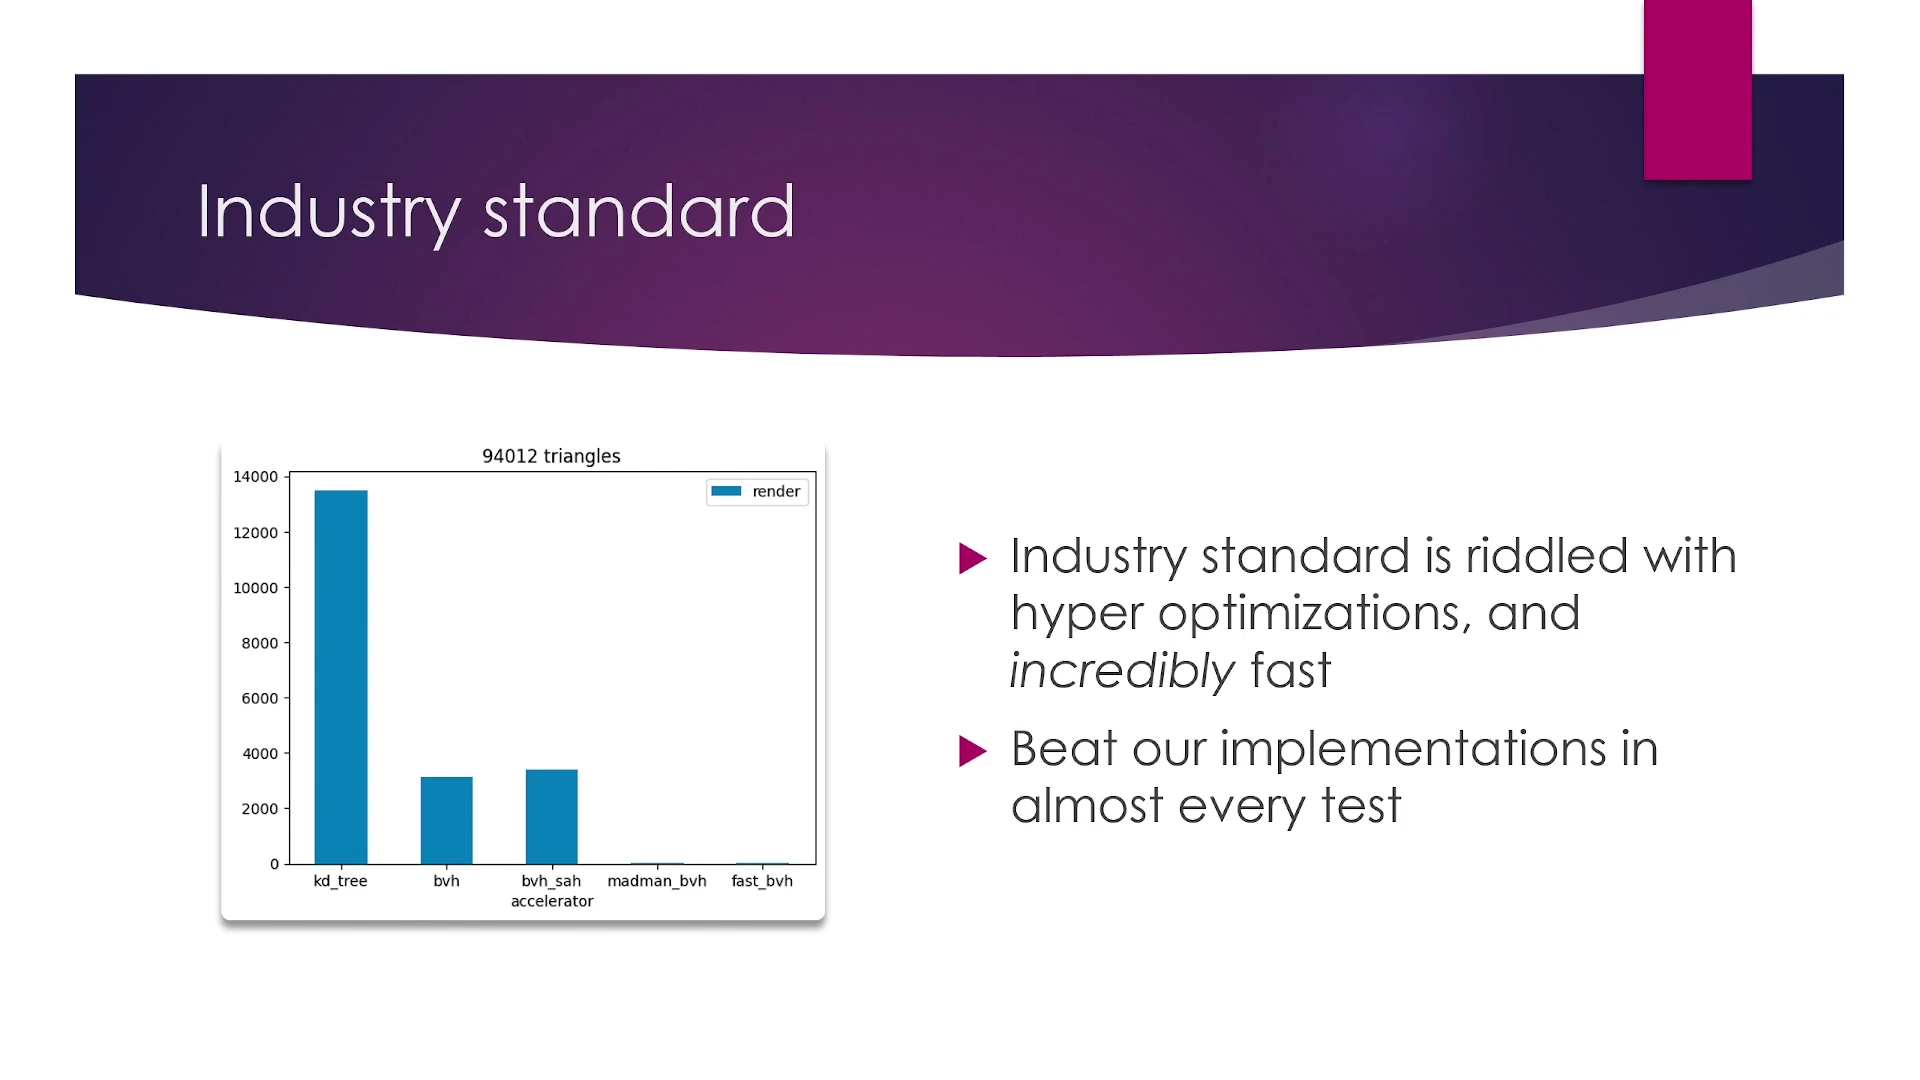 Industry standard
94012 triangles
14000
12000
10000
8000
6000
4000
2000
0
render
kd_tree bvh bvh_sah madman_bvh fast_bvh
accelerator
Industry standard is riddled with
hyper optimizations, and
incredibly fast
Beat our implementations in
almost every test